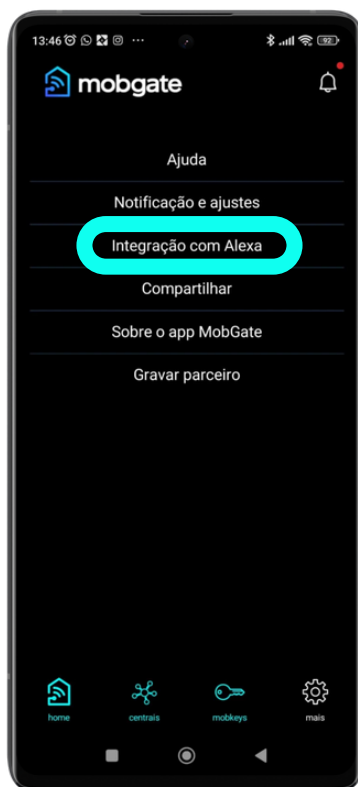 13:46
92
mobgate
Ajuda
Notificação e ajustes
Integração com Alexa
Compartilhar
Sobre o app MobGate
Gravar parceiro
home
centrais
mobkeys
mais